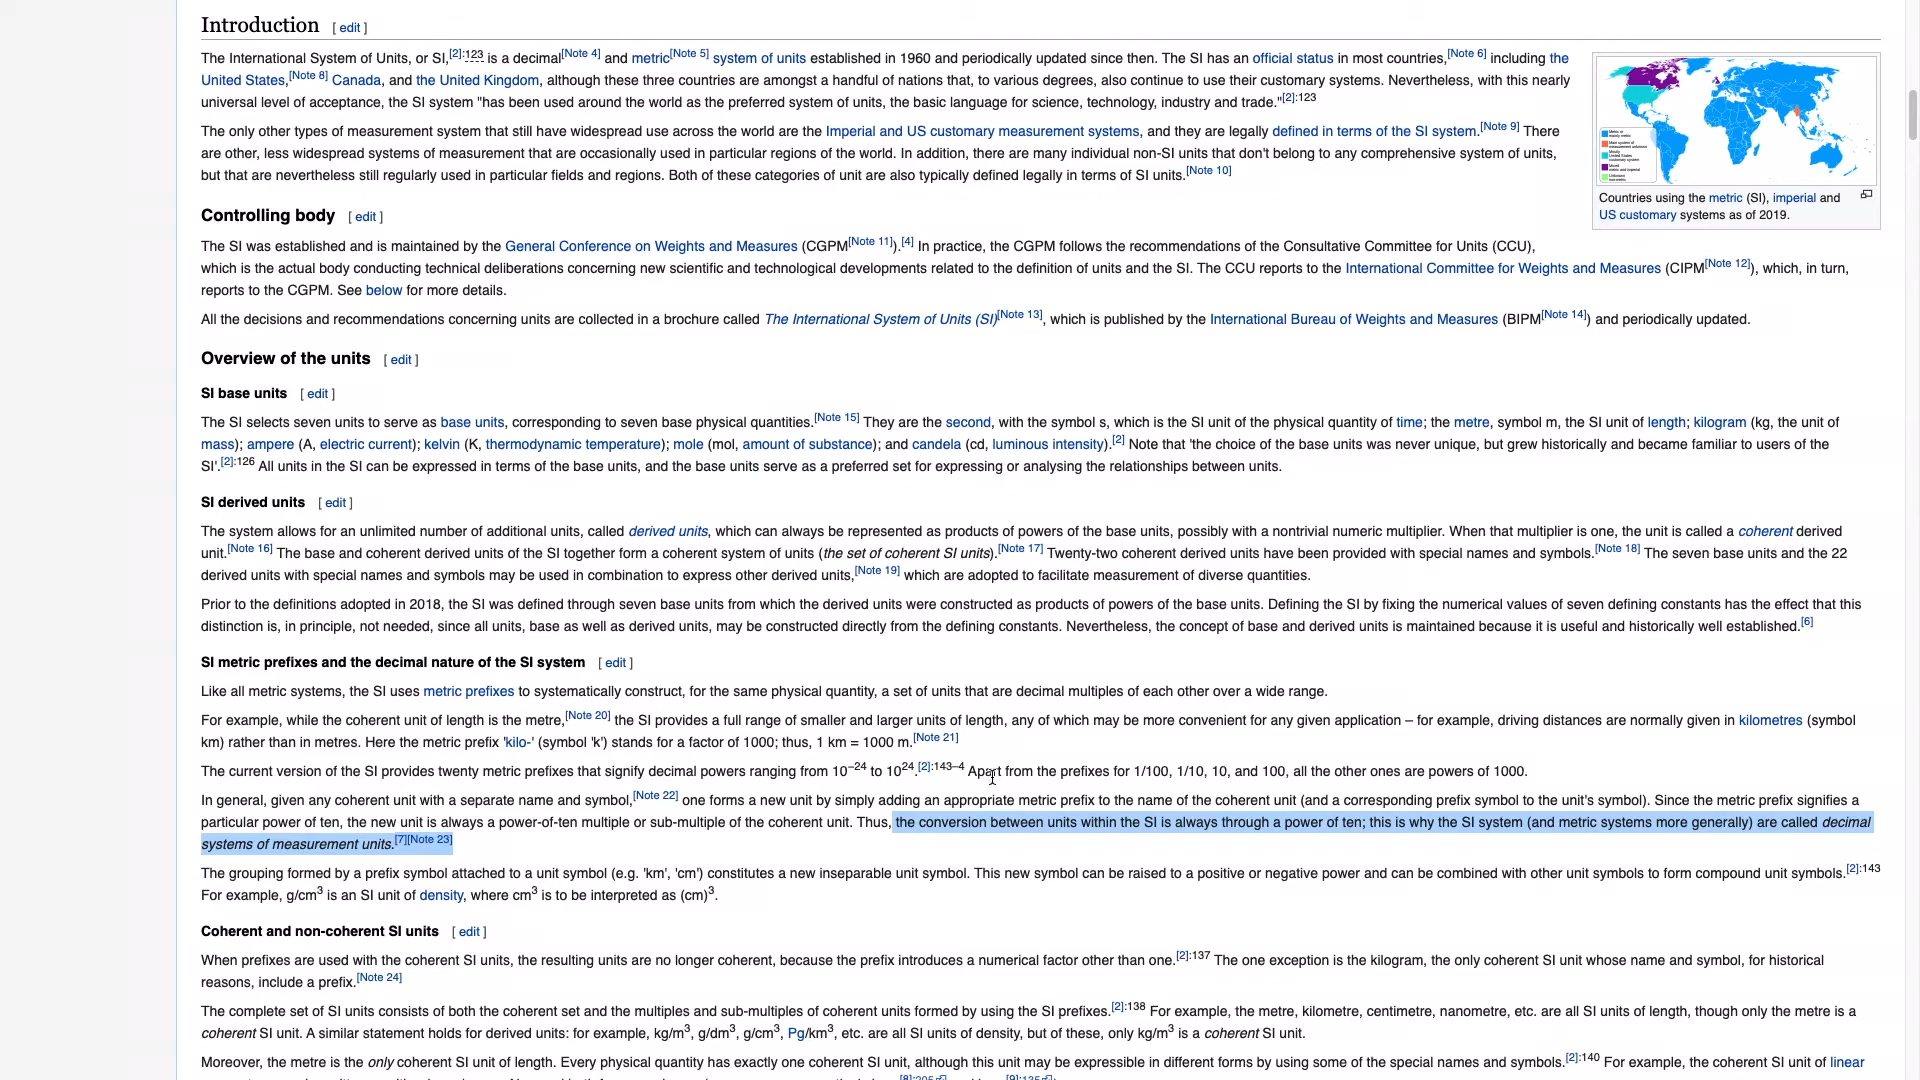 Introduction [ edit ]
The International System of Units, or SI,[2]:123 is a decimal[Note 4] and metric[Note 5] system of units established in 1960 and periodically updated since then. The SI has an official status in most countries,[Note 6] including the
United States,[Note 8] Canada, and the United Kingdom, although these three countries are amongst a handful of nations that, to various degrees, also continue to use their customary systems. Nevertheless, with this nearly
universal level of acceptance, the SI system "has been used around the world as the preferred system of units, the basic language for science, technology, industry and trade."[2]:123
The only other types of measurement system that still have widespread use across the world are the Imperial and US customary measurement systems, and they are legally defined in terms of the SI system.[Note 9] There
are other, less widespread systems of measurement that are occasionally used in particular regions of the world. In addition, there are many individual non-SI units that don't belong to any comprehensive system of units,
but that are nevertheless still regularly used in particular fields and regions. Both of these categories of unit are also typically defined legally in terms of SI units.[Note 10]
Countries using the metric (SI), imperial and
US customary systems as of 2019.
Controlling body [ edit ]
The SI was established and is maintained by the General Conference on Weights and Measures (CGPM[Note 11]).[4] In practice, the CGPM follows the recommendations of the Consultative Committee for Units (CCU),
which is the actual body conducting technical deliberations concerning new scientific and technological developments related to the definition of units and the SI. The CCU reports to the International Committee for Weights and Measures (CIPM[Note 12]), which, in turn,
reports to the CGPM. See below for more details.
All the decisions and recommendations concerning units are collected in a brochure called The International System of Units (SI)[Note 13], which is published by the International Bureau of Weights and Measures (BIPM[Note 14]) and periodically updated.
Overview of the units [ edit ]
SI base units [ edit ]
The SI selects seven units to serve as base units, corresponding to seven base physical quantities.[Note 15] They are the second, with the symbol s, which is the SI unit of the physical quantity of time; the metre, symbol m, the SI unit of length; kilogram (kg, the unit of
mass); ampere (A, electric current); kelvin (K, thermodynamic temperature); mole (mol, amount of substance); and candela (cd, luminous intensity).[2] Note that 'the choice of the base units was never unique, but grew historically and became familiar to users of the
SI'.[2]:126 All units in the SI can be expressed in terms of the base units, and the base units serve as a preferred set for expressing or analysing the relationships between units.
SI derived units [ edit ]
The system allows for an unlimited number of additional units, called derived units, which can always be represented as products of powers of the base units, possibly with a nontrivial numeric multiplier. When that multiplier is one, the unit is called a coherent derived
unit.[Note 16] The base and coherent derived units of the SI together form a coherent system of units (the set of coherent SI units).[Note 17] Twenty-two coherent derived units have been provided with special names and symbols.[Note 18] The seven base units and the 22
derived units with special names and symbols may be used in combination to express other derived units,[Note 19] which are adopted to facilitate measurement of diverse quantities.
Prior to the definitions adopted in 2018, the SI was defined through seven base units from which the derived units were constructed as products of powers of the base units. Defining the SI by fixing the numerical values of seven defining constants has the effect that this
distinction is, in principle, not needed, since all units, base as well as derived units, may be constructed directly from the defining constants. Nevertheless, the concept of base and derived units is maintained because it is useful and historically well established.[6]
SI metric prefixes and the decimal nature of the SI system [ edit ]
Like all metric systems, the SI uses metric prefixes to systematically construct, for the same physical quantity, a set of units that are decimal multiples of each other over a wide range.
For example, while the coherent unit of length is the metre,[Note 20] the SI provides a full range of smaller and larger units of length, any of which may be more convenient for any given application – for example, driving distances are normally given in kilometres (symbol
km) rather than in metres. Here the metric prefix 'kilo-' (symbol 'k') stands for a factor of 1000; thus, 1 km = 1000 m.[Note 21]
The current version of the SI provides twenty metric prefixes that signify decimal powers ranging from 10−24 to 1024.[2]:143–4 Apart from the prefixes for 1/100, 1/10, 10, and 100, all the other ones are powers of 1000.
In general, given any coherent unit with a separate name and symbol,[Note 22] one forms a new unit by simply adding an appropriate metric prefix to the name of the coherent unit (and a corresponding prefix symbol to the unit's symbol). Since the metric prefix signifies a
particular power of ten, the new unit is always a power-of-ten multiple or sub-multiple of the coherent unit. Thus, the conversion between units within the SI is always through a power of ten; this is why the SI system (and metric systems more generally) are called decimal
systems of measurement units.[7][Note 23]
The grouping formed by a prefix symbol attached to a unit symbol (e.g. 'km', 'cm') constitutes a new inseparable unit symbol. This new symbol can be raised to a positive or negative power and can be combined with other unit symbols to form compound unit symbols.[2]:143
For example, g/cm3 is an SI unit of density, where cm3 is to be interpreted as (cm)3.
Coherent and non-coherent SI units [ edit ]
When prefixes are used with the coherent SI units, the resulting units are no longer coherent, because the prefix introduces a numerical factor other than one.[2]:137 The one exception is the kilogram, the only coherent SI unit whose name and symbol, for historical
reasons, include a prefix.[Note 24]
The complete set of SI units consists of both the coherent set and the multiples and sub-multiples of coherent units formed by using the SI prefixes.[2]:138 For example, the metre, kilometre, centimetre, nanometre, etc. are all SI units of length, though only the metre is a
coherent SI unit. A similar statement holds for derived units: for example, kg/m3, g/dm3, g/cm3, Pg/km3, etc. are all SI units of density, but of these, only kg/m3 is a coherent SI unit.
Moreover, the metre is the only coherent SI unit of length. Every physical quantity has exactly one coherent SI unit, although this unit may be expressible in different forms by using some of the special names and symbols.[2]:140 For example, the coherent SI unit of linear